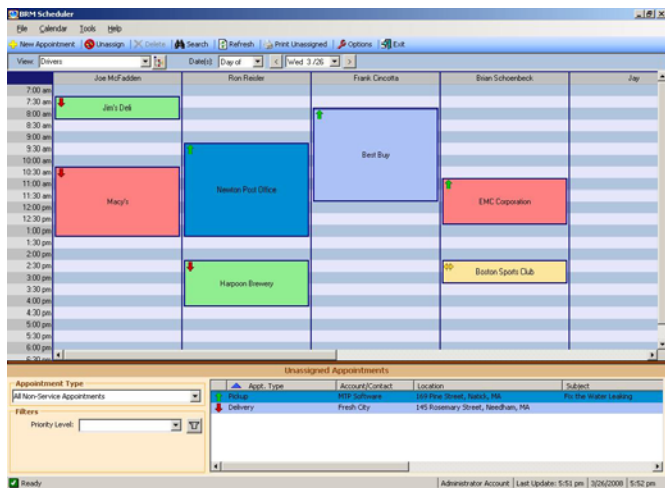 BRM Scheduler
File Calendar Tools Help
New Appointment Unassign Delete Search Refresh Print Unassigned Options Exit
View: Drivers Date(s): Day of < Wed 3 /26 >
Joe McFadden Ron Reisler Frank Cincotta Brian Schoenbeck Jay
7:00 am
7:30 am
Jim's Deli
8:00 am
8:30 am
9:00 am
9:30 am
Best Buy
10:00 am
10:30 am
11:00 am
Newton Post Office
11:30 am
Macy's
EMC Corporation
12:00 pm
12:30 pm
1:00 pm
1:30 pm
2:00 pm
2:30 pm
Boston Sports Club
3:00 pm
Harpoon Brewery
3:30 pm
4:00 pm
4:30 pm
5:00 pm
5:30 pm
6:00 pm
6:30 pm
Unassigned Appointments
Appointment Type
All Non-Service Appointments
Filters
Priority Level:
Appt. Type Account/Contact Location Subject
Pickup MTP Software 169 Pine Street, Natick, MA Fix the Water Leaking
Delivery Fresh City 145 Rosemary Street, Needham, MA
Ready Administrator Account Last Update: 5:51 pm 3/26/2008 5:52 pm